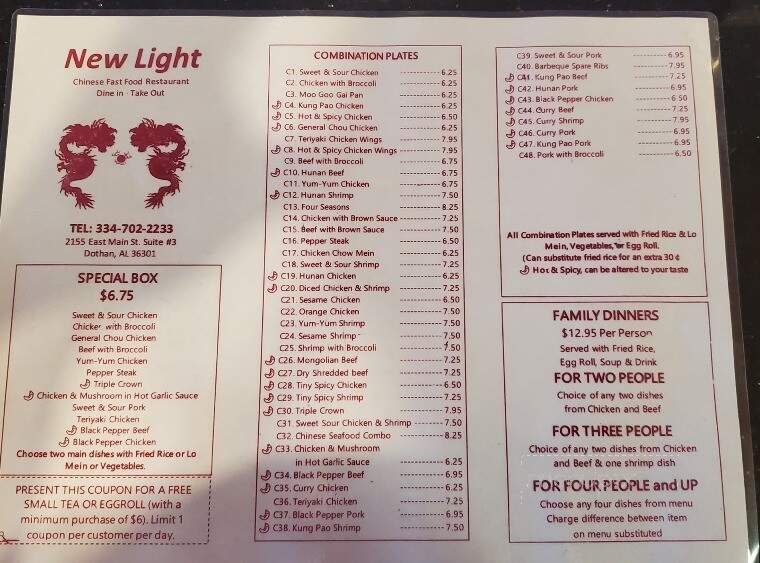 New Light
Chinese Fast Food Restaurant
Dine in - Take Out
TEL: 334-702-2233
2155 East Main St. Suite #3
Dothan, AL 36301
SPECIAL BOX
$6.75
Sweet & Sour Chicken
Chicken with Broccoli
General Chou Chicken
Beef with Broccoli
Yum-Yum Chicken
Pepper Steak
Triple Crown
Chicken & Mushroom in Hot Garlic Sauce
Sweet & Sour Pork
Teriyaki Chicken
Black Pepper Beef
Black Pepper Chicken
Choose two main dishes with Fried Rice or Lo
Mein or Vegetables.
PRESENT THIS COUPON FOR A FREE
SMALL TEA OR EGGROLL (with a
minimum purchase of $6). Limit 1
coupon per customer per day.
COMBINATION PLATES
C1. Sweet & Sour Chicken ---------- 6.25
C2. Chicken with Broccoli ---------- 6.25
C3. Moo Goo Gai Pan ---------- 6.25
C4. Kung Pao Chicken ---------- 6.25
C5. Hot & Spicy Chicken ---------- 6.50
C6. General Chou Chicken ---------- 6.25
C7. Teriyaki Chicken Wings ---------- 7.95
C8. Hot & Spicy Chicken Wings ---------- 7.95
C9. Beef with Broccoli ---------- 6.75
C10. Hunan Beef ---------- 6.75
C11. Yum-Yum Chicken ---------- 6.75
C12. Hunan Shrimp ---------- 7.50
C13. Four Seasons ---------- 8.25
C14. Chicken with Brown Sauce ---------- 7.25
C15. Beef with Brown Sauce ---------- 7.50
C16. Pepper Steak ---------- 6.50
C17. Chicken Chow Mein ---------- 6.25
C18. Sweet & Sour Shrimp ---------- 7.25
C19. Hunan Chicken ---------- 6.25
C20. Diced Chicken & Shrimp ---------- 7.25
C21. Sesame Chicken ---------- 6.50
C22. Orange Chicken ---------- 7.50
C23. Yum-Yum Shrimp ---------- 7.50
C24. Sesame Shrimp ---------- 7.50
C25. Shrimp with Broccoli ---------- 7.50
C26. Mongolian Beef ---------- 7.25
C27. Dry Shredded beef ---------- 7.25
C28. Tiny Spicy Chicken ---------- 6.50
C29. Tiny Spicy Shrimp ---------- 7.25
C30. Triple Crown ---------- 7.95
C31. Sweet Sour Chicken & Shrimp ------ 7.50
C32. Chinese Seafood Combo ---------- 8.25
C33. Chicken & Mushroom
in Hot Garlic Sauce ---------- 6.25
C34. Black Pepper Beef ---------- 6.95
C35. Curry Chicken ---------- 6.25
C36. Teriyaki Chicken ---------- 7.25
C37. Black Pepper Pork ---------- 6.95
C38. Kung Pao Shrimp ---------- 7.50
C39. Sweet & Sour Pork ---------- 6.95
C40. Barbeque Spare Ribs ---------- 7.95
C41. Kung Pao Beef ---------- 7.25
C42. Hunan Pork ---------- 6.95
C43. Black Pepper Chicken ---------- 6.50
C44. Curry Beef ---------- 7.25
C45. Curry Shrimp ---------- 7.95
C46. Curry Pork ---------- 6.95
C47. Kung Pao Pork ---------- 6.95
C48. Pork with Broccoli ---------- 6.50
All Combination Plates served with Fried Rice & Lo
Mein, Vegetables, or Egg Roll.
(Can substitute fried rice for an extra 30 ¢
Hot & Spicy, can be altered to your taste
FAMILY DINNERS
$12.95 Per Person
Served with Fried Rice,
Egg Roll, Soup & Drink
FOR TWO PEOPLE
Choice of any two dishes
from Chicken and Beef
FOR THREE PEOPLE
Choice of any two dishes from Chicken
and Beef & one shrimp dish
FOR FOUR PEOPLE and UP
Choose any four dishes from menu
Charge difference between item
on menu substituted